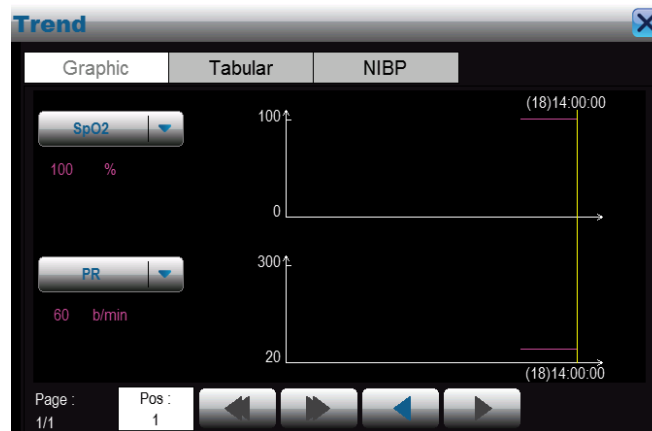 Trend
Graphic
Tabular
NIBP
SpO2
100 %
(18)14:00:00
100
0
PR
60 b/min
300
20
(18)14:00:00
Page :
1/1
Pos :
1